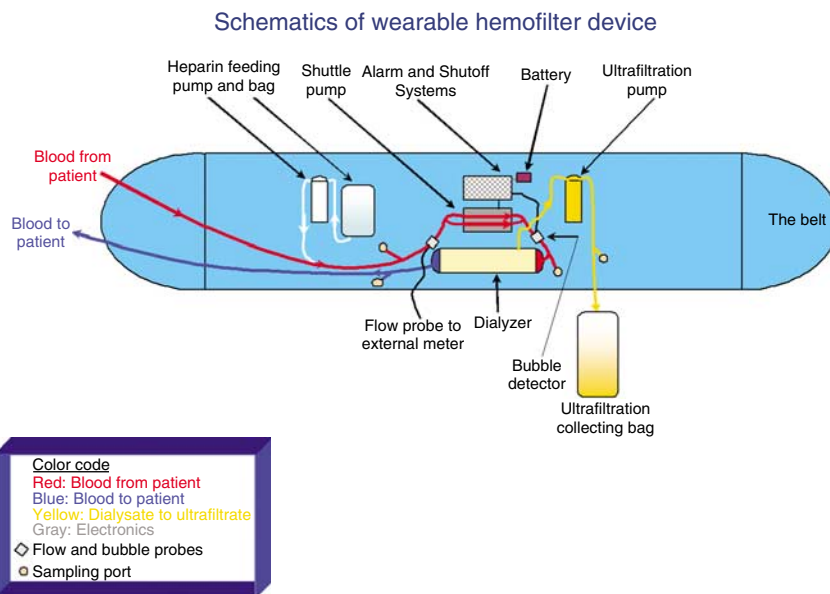 Schematics of wearable hemofilter device
Heparin feeding
pump and bag
Shuttle
pump
Alarm and Shutoff
Systems
Battery
Ultrafiltration
pump
Blood from
patient
Blood to
patient
The belt
Flow probe to
external meter
Dialyzer
Bubble
detector
Ultrafiltration
collecting bag
Color code
Red: Blood from patient
Blue: Blood to patient
Yellow: Dialysate to ultrafiltrate
Gray: Electronics
Flow and bubble probes
Sampling port